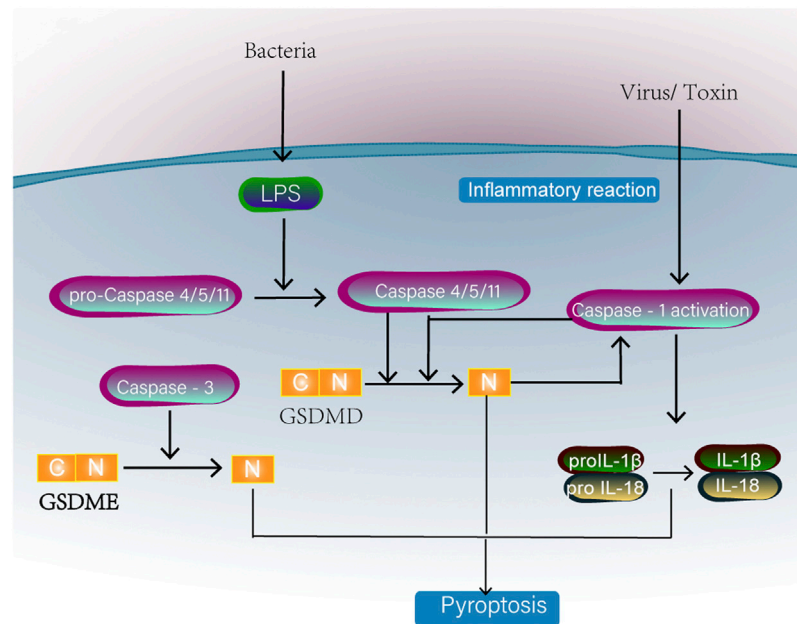 Bacteria
Virus/ Toxin
LPS
Inflammatory reaction
pro-Caspase 4/5/11
Caspase 4/5/11
Caspase - 1 activation
Caspase - 3
C N
N
GSDMD
C N
N
GSDME
proIL-1β
IL-1β
pro IL-18
IL-18
Pyroptosis